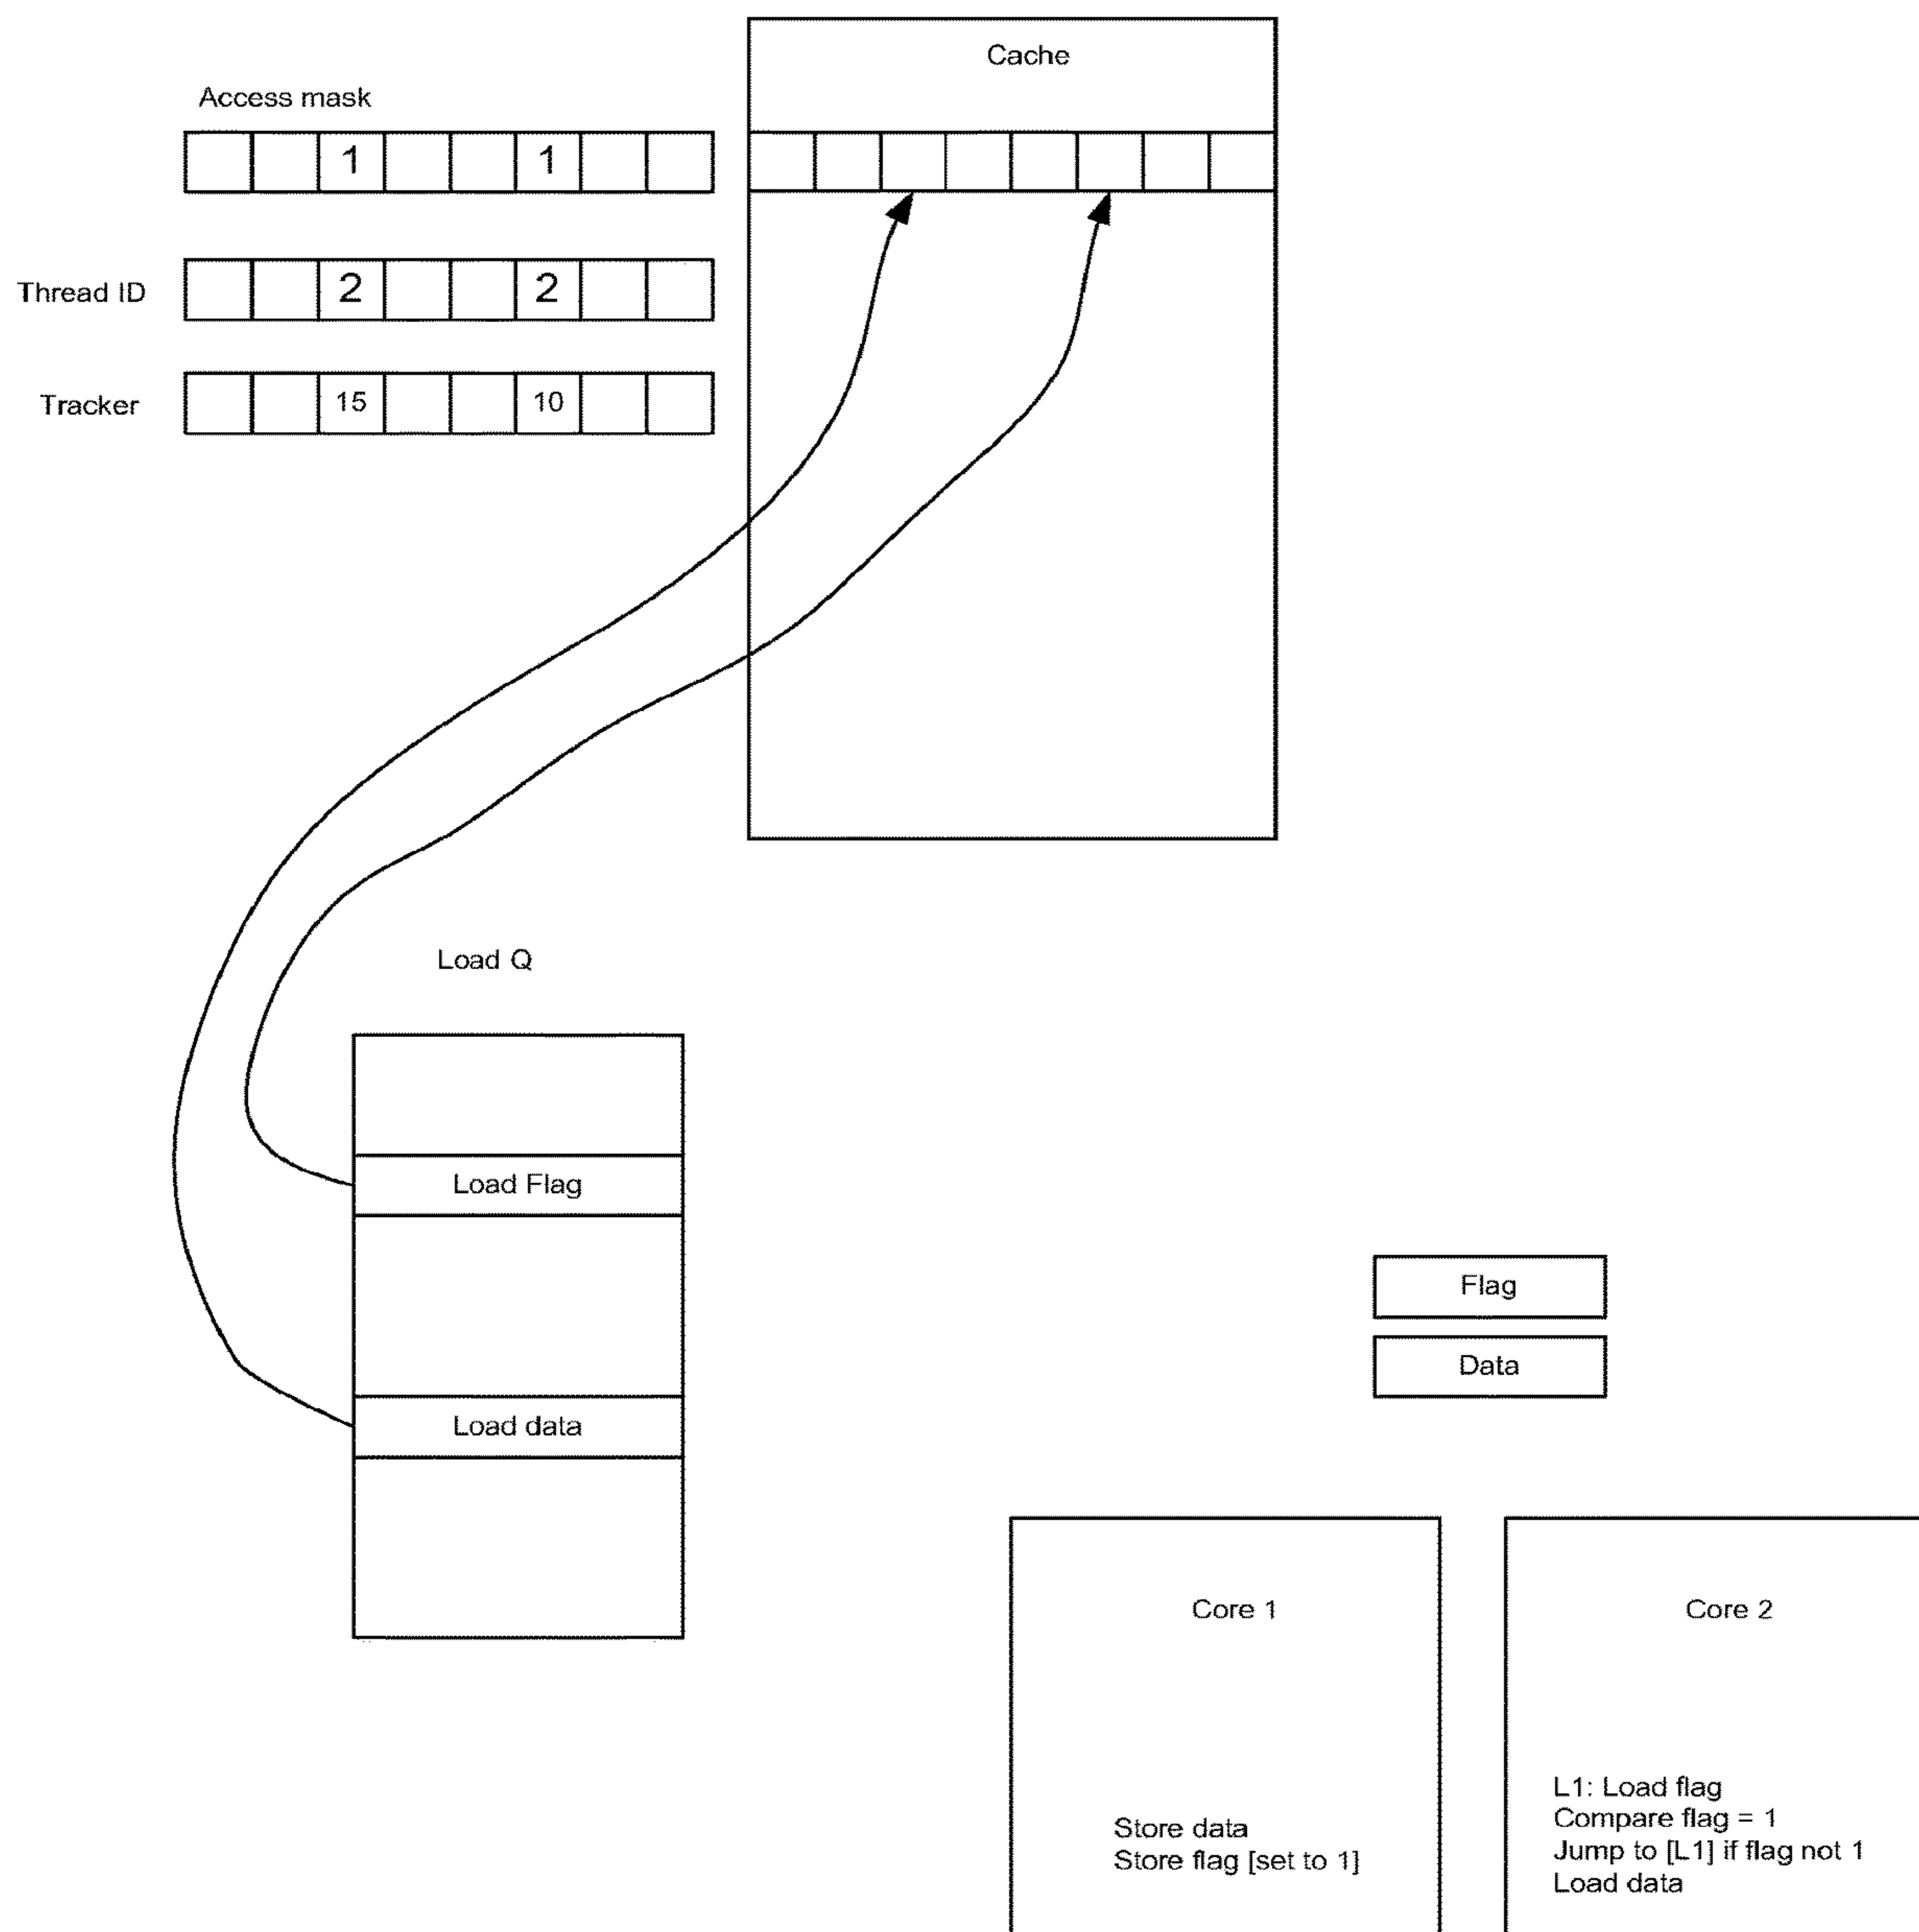 Cache
Access mask
1 1
Thread ID
2 2
Tracker
15 10
Load Q
Load Flag
Load data
Flag
Data
Core 1
Store data
Store flag [set to 1]
Core 2
L1: Load flag
Compare flag = 1
Jump to [L1] if flag not 1
Load data